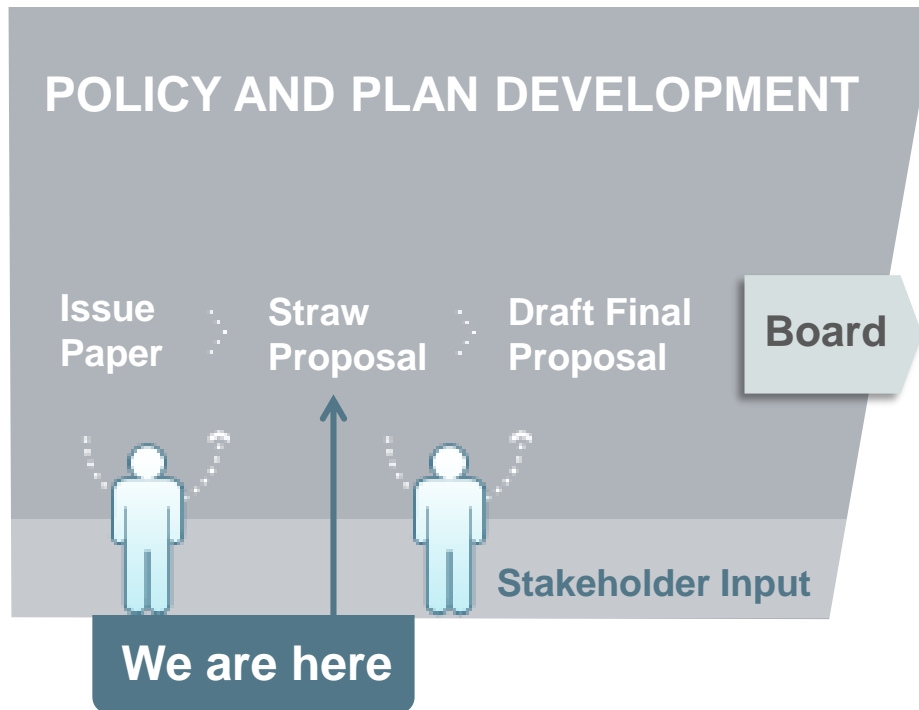 POLICY AND PLAN DEVELOPMENT
Issue
Paper
Straw
Proposal
Draft Final
Proposal
Board
Stakeholder Input
We are here